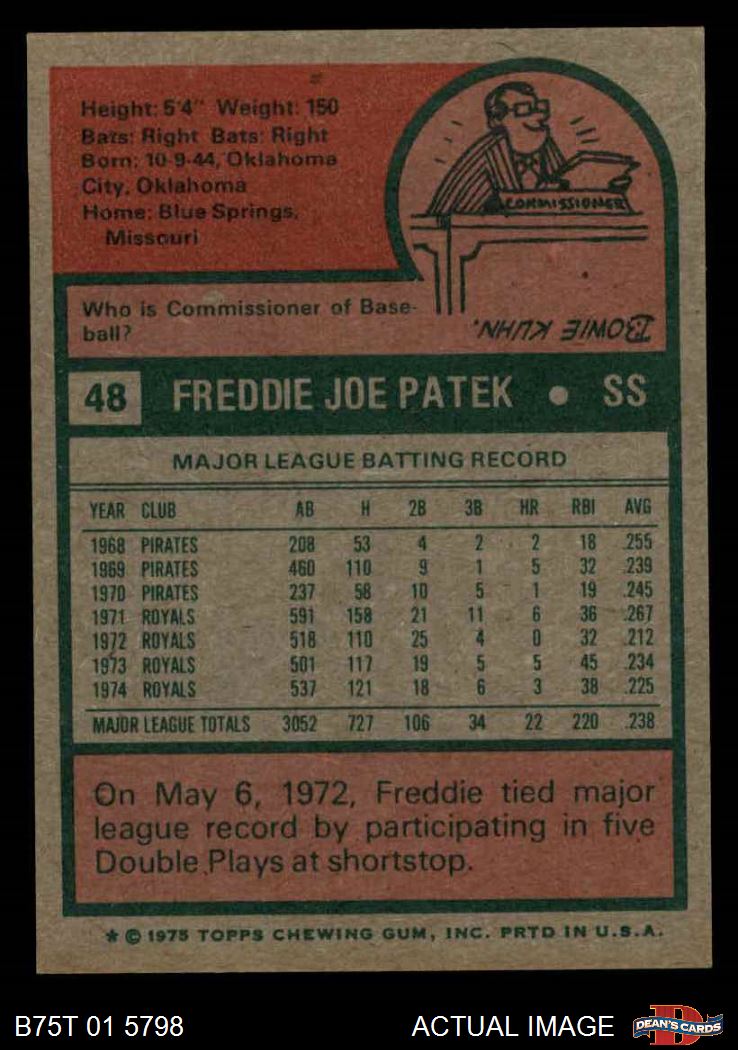 Height: 5'4" Weight: 150
Bats: Right Bats: Right
Born: 10-9-44, Oklahoma
City, Oklahoma
Home: Blue Springs,
Missouri
COMMISSIONER
Who is Commissioner of Base-
ball?
BOWIE KUHN.
48 FREDDIE JOE PATEK • SS
MAJOR LEAGUE BATTING RECORD
YEAR CLUB AB H 2B 3B HR RBI AVG
1968 PIRATES 208 53 4 2 2 18 .255
1969 PIRATES 460 110 9 1 5 32 .239
1970 PIRATES 237 58 10 5 1 19 .245
1971 ROYALS 591 158 21 11 6 36 .267
1972 ROYALS 518 110 25 4 0 32 .212
1973 ROYALS 501 117 19 5 5 45 .234
1974 ROYALS 537 121 18 6 3 38 .225
MAJOR LEAGUE TOTALS 3052 727 106 34 22 220 .238
On May 6, 1972, Freddie tied major
league record by participating in five
Double Plays at shortstop.
* © 1975 TOPPS CHEWING GUM, INC. PRTD IN U.S.A.
B75T 01 5798 ACTUAL IMAGE DEAN'S CARDS